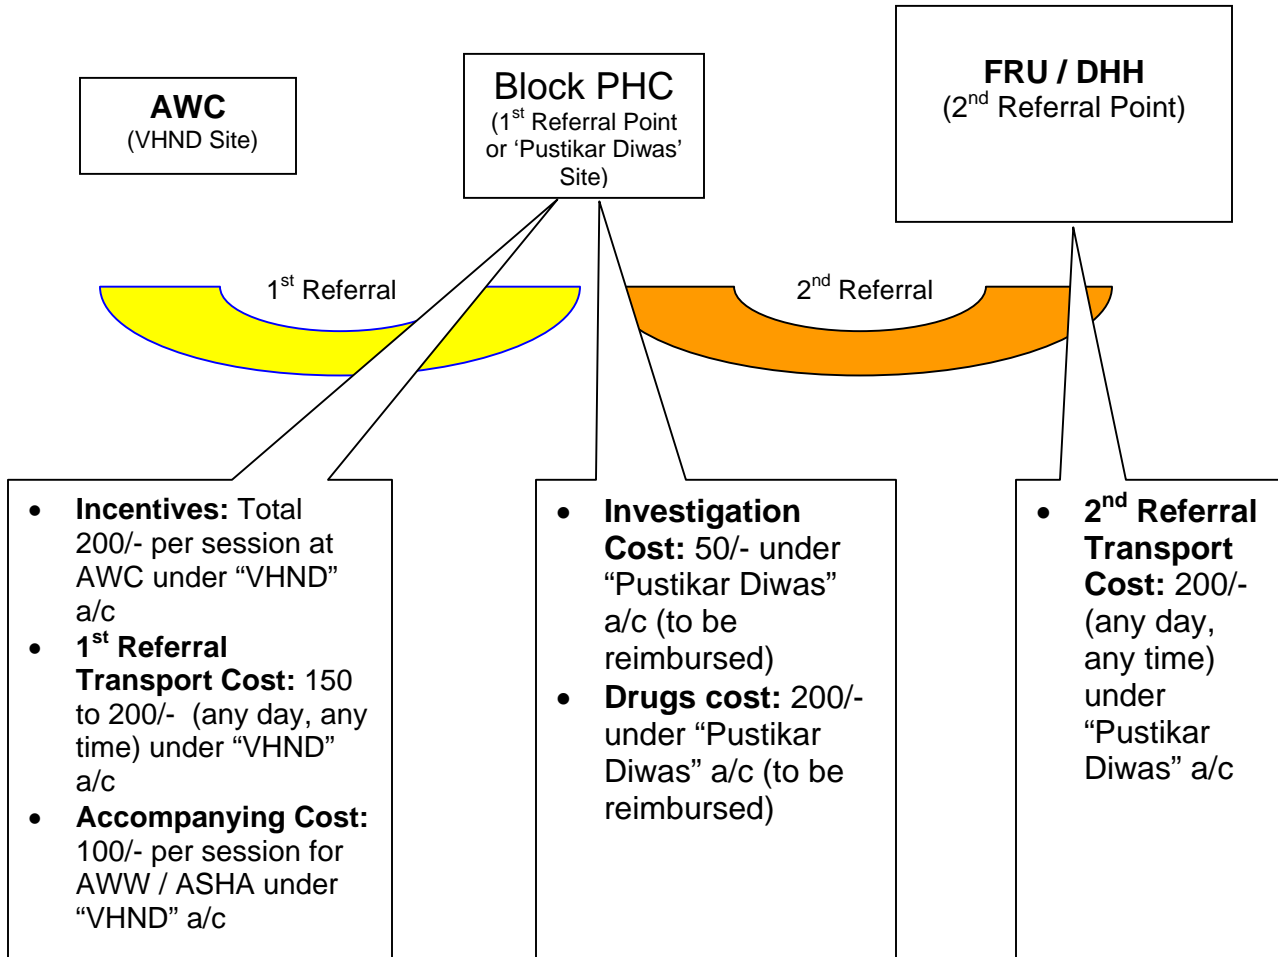 AWC
(VHND Site)
Block PHC
(1st Referral Point
or ‘Pustikar Diwas’
Site)
FRU / DHH
(2nd Referral Point)
1st Referral
2nd Referral
• Incentives: Total
200/- per session at
AWC under “VHND”
a/c
• 1st Referral
Transport Cost: 150
to 200/- (any day, any
time) under “VHND”
a/c
• Accompanying Cost:
100/- per session for
AWW / ASHA under
“VHND” a/c
• Investigation
Cost: 50/- under
“Pustikar Diwas”
a/c (to be
reimbursed)
• Drugs cost: 200/-
under “Pustikar
Diwas” a/c (to be
reimbursed)
• 2nd Referral
Transport
Cost: 200/-
(any day,
any time)
under
“Pustikar
Diwas” a/c